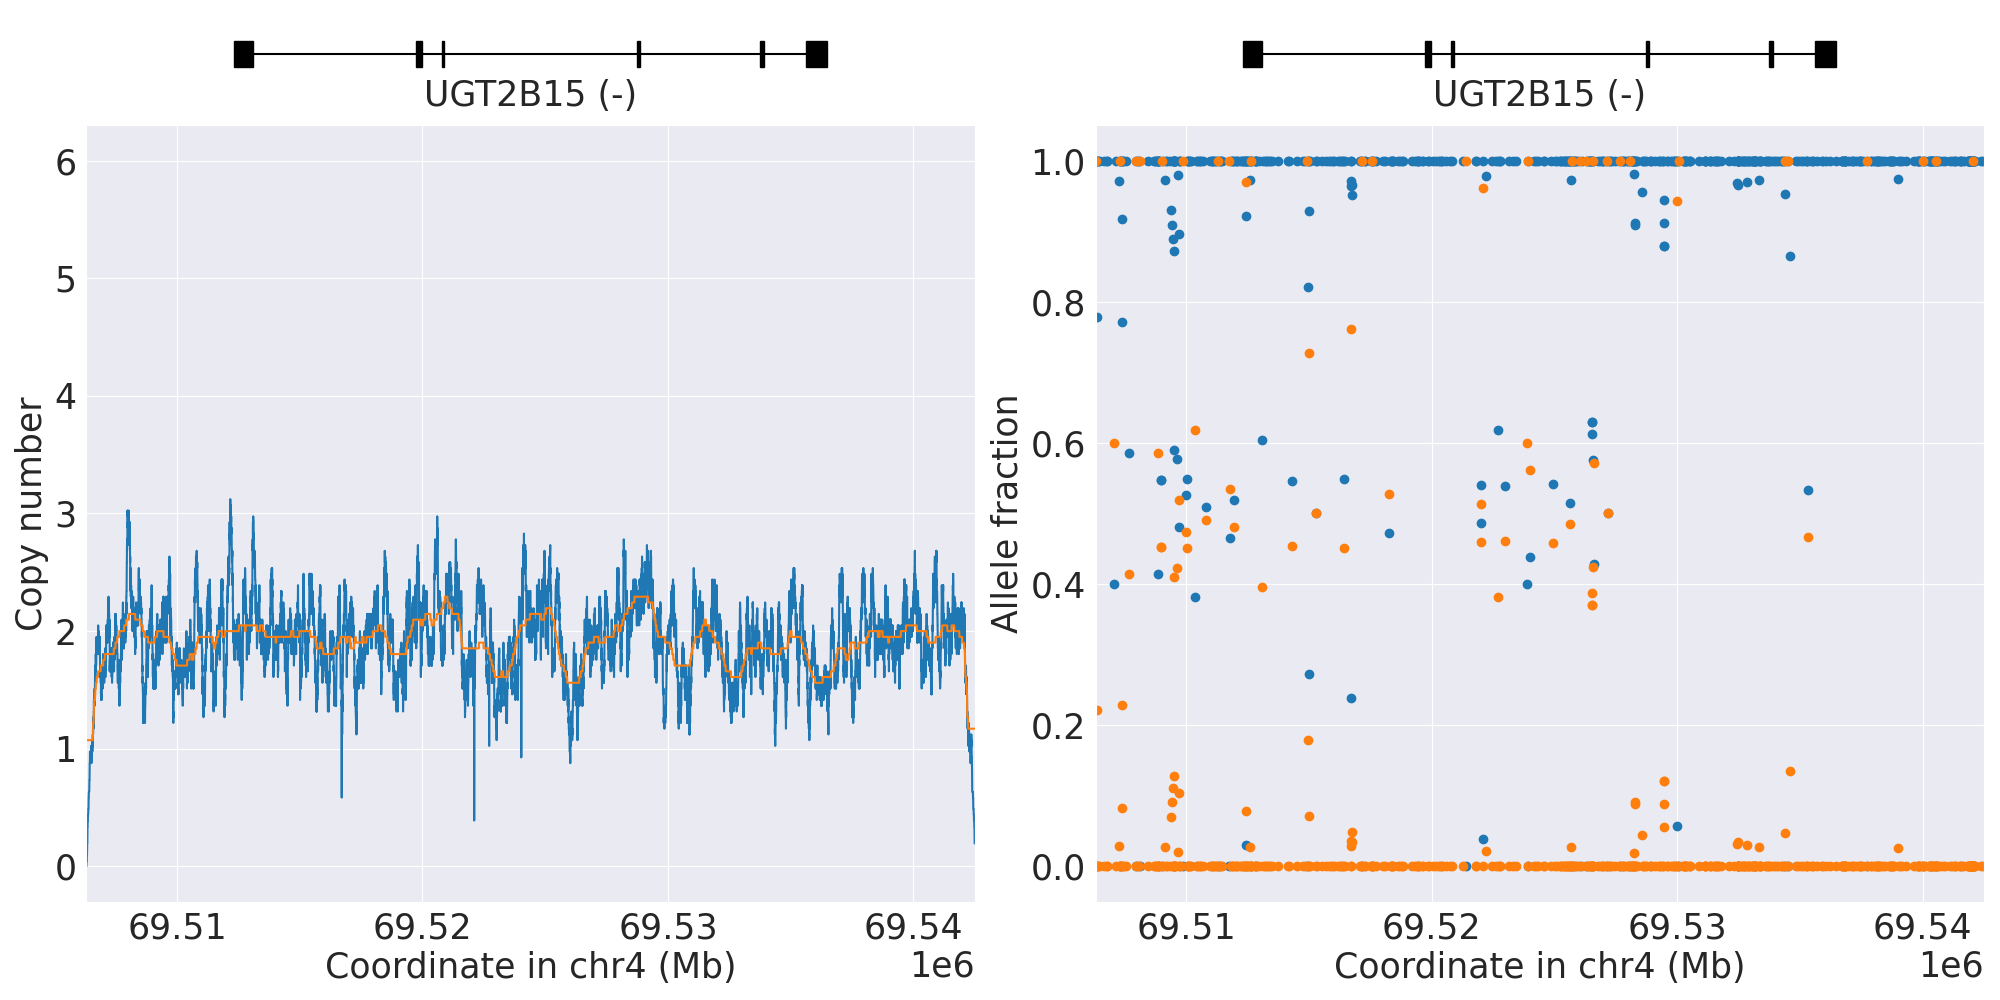 UGT2B15 (-)
Copy number
6
5
4
3
2
1
0
69.51 69.52 69.53 69.54
Coordinate in chr4 (Mb)
1e6
UGT2B15 (-)
Allele fraction
1.0
0.8
0.6
0.4
0.2
0.0
69.51 69.52 69.53 69.54
Coordinate in chr4 (Mb)
1e6